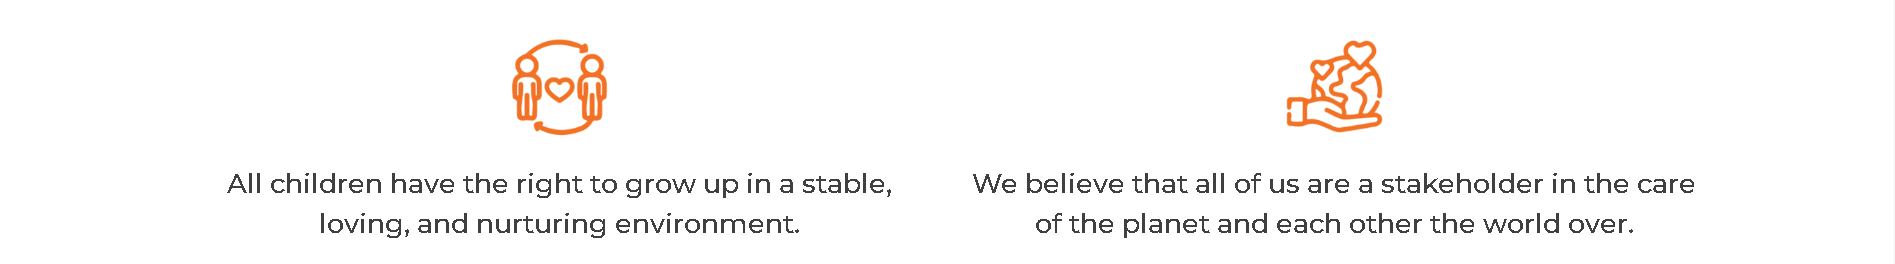 All children have the right to grow up in a stable,
loving, and nurturing environment.
We believe that all of us are a stakeholder in the care
of the planet and each other the world over.